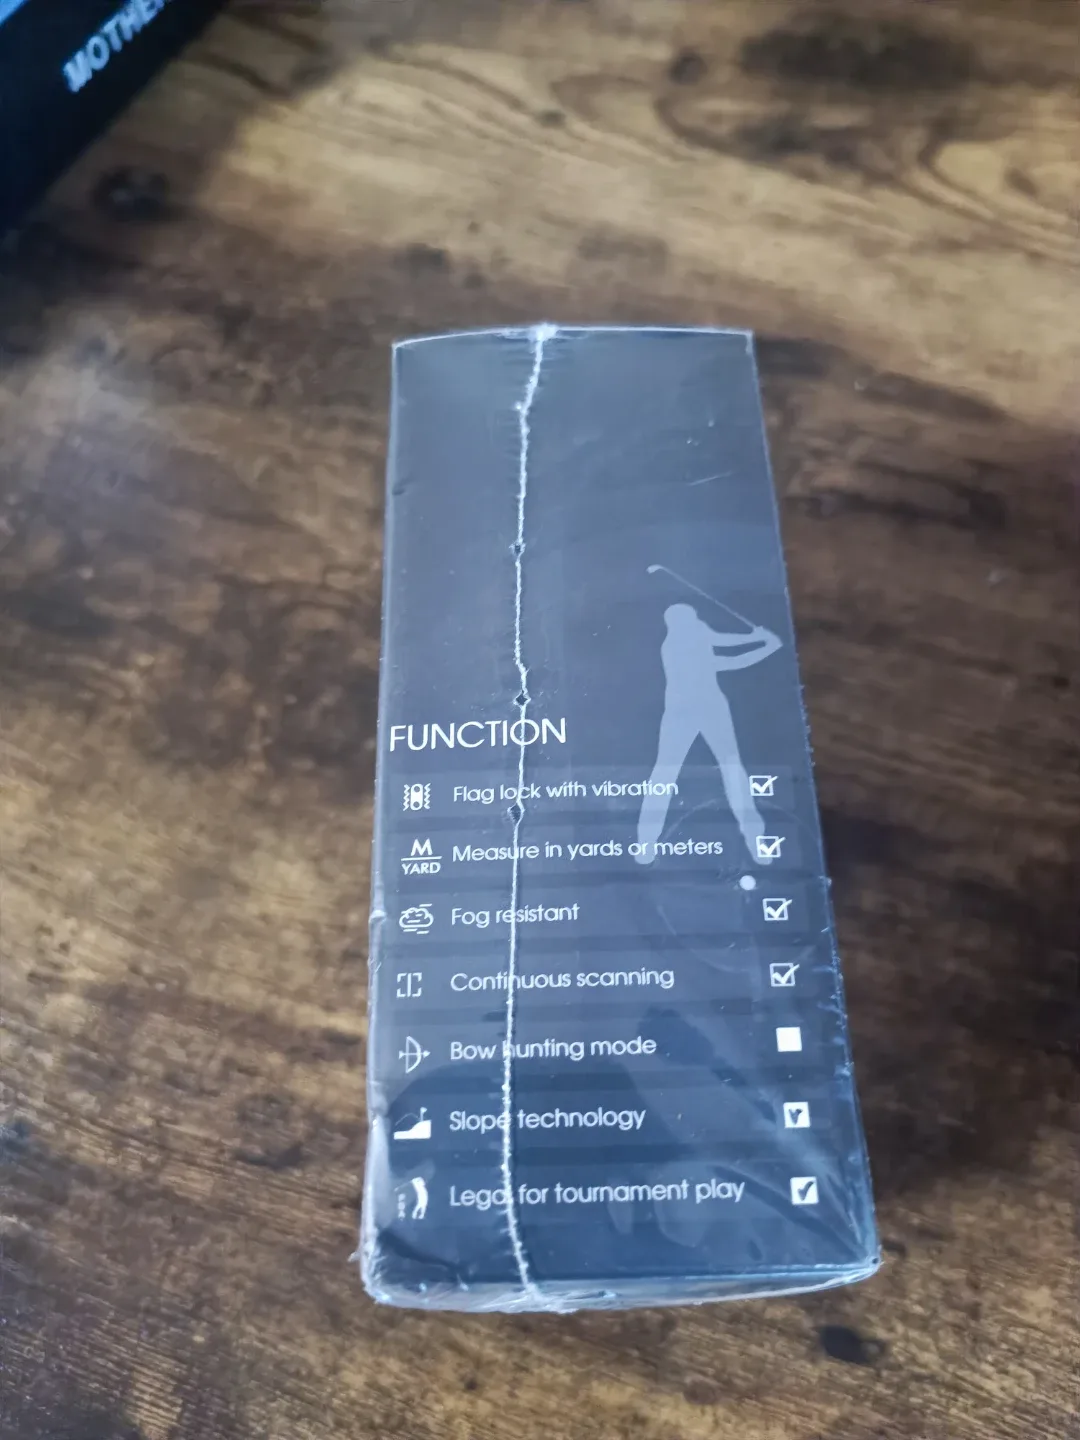 FUNCTION
Flag lock with vibration
M
YARD
Measure in yards or meters
Fog resistant
Continuous scanning
Bow hunting mode
Slope technology
Legal for tournament play